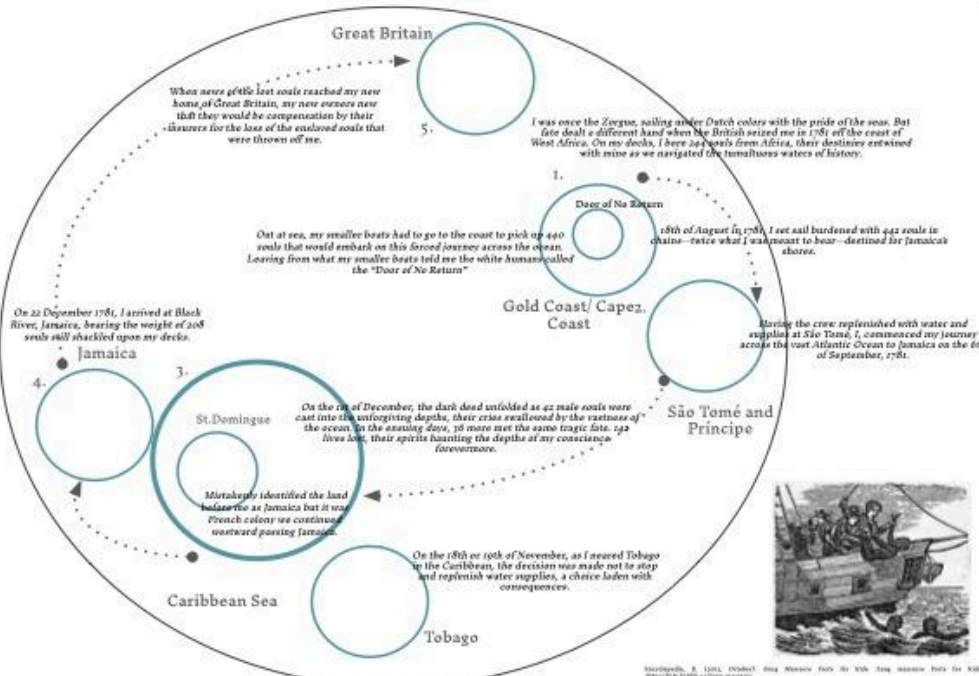 Great Britain
When news of the lost souls reached my new
home of Great Britain, my new owners new
that they would be compensation by their
insurers for the loss of the enslaved souls that
were thrown off me.
5.
I was once the Zorgue, sailing under Dutch colors with the pride of the seas. But
fate dealt a different hand when the British seized me in 1781 off the coast of
West Africa. On my decks, I bore 244 souls from Africa, their destinies entwined
with mine as we navigated the tumultuous waters of history.
1.
Door of No Return
Out at sea, my smaller boats had to go to the coast to pick up 440
souls that would embark on this forced journey across the ocean.
Leaving from what my smaller boats told me the white humans called
the "Door of No Return"
18th of August in 1781, I set sail burdened with 442 souls in
chains—twice what I was meant to bear—destined for Jamaica's
shores.
Gold Coast/ Cape
Coast
2.
Having the crew replenished with water and
supplies at São Tomé, I, commenced my journey
across the vast Atlantic Ocean to Jamaica on the
of September, 1781.
São Tomé and
Príncipe
On 22 December 1781, I arrived at Black
River, Jamaica, bearing the weight of 208
souls still shackled upon my decks.
Jamaica
4.
3.
St.Domingue
On the 1st of December, the dark deed unfolded as 42 male souls were
cast into the unforgiving depths, their cries swallowed by the vastness of
the ocean. In the ensuing days, 36 more met the same tragic fate. 142
lives lost, their spirits haunting the depths of my conscience
forevermore.
Mistakenly identified the land
before me as Jamaica but it was
French colony we continued
westward passing Jamaica.
On the 18th or 19th of November, as I neared Tobago
in the Caribbean, the decision was made not to stop
and replenish water supplies, a choice laden with
consequences.
Caribbean Sea
Tobago